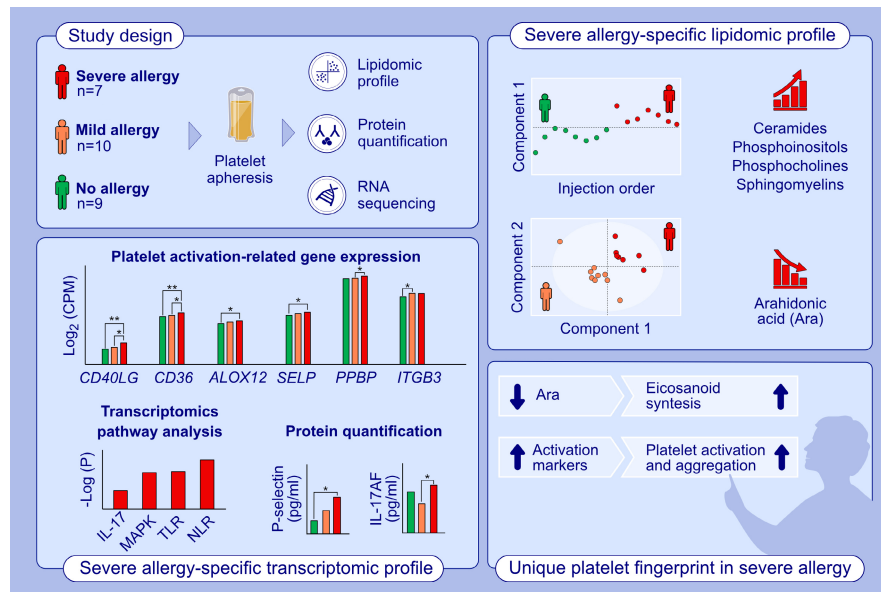 Study design
Severe allergy
n=7
Mild allergy
n=10
No allergy
n=9
Platelet
apheresis
Lipidomic
profile
Protein
quantification
RNA
sequencing
Severe allergy-specific lipidomic profile
Component 1
Injection order
Component 2
Component 1
Ceramides
Phosphoinositols
Phosphocholines
Sphingomyelins
Arahidonic
acid (Ara)
Platelet activation-related gene expression
Log2 (CPM)
** *
** *
*
*
*
*
CD40LG CD36 ALOX12 SELP PPBP ITGB3
Transcriptomics
pathway analysis
-Log (P)
IL-17 MAPK TLR NLR
Protein quantification
P-selectin
(pg/ml)
*
IL-17AF
(pg/ml)
*
Severe allergy-specific transcriptomic profile
Ara
Eicosanoid
syntesis
Activation
markers
Platelet activation
and aggregation
Unique platelet fingerprint in severe allergy